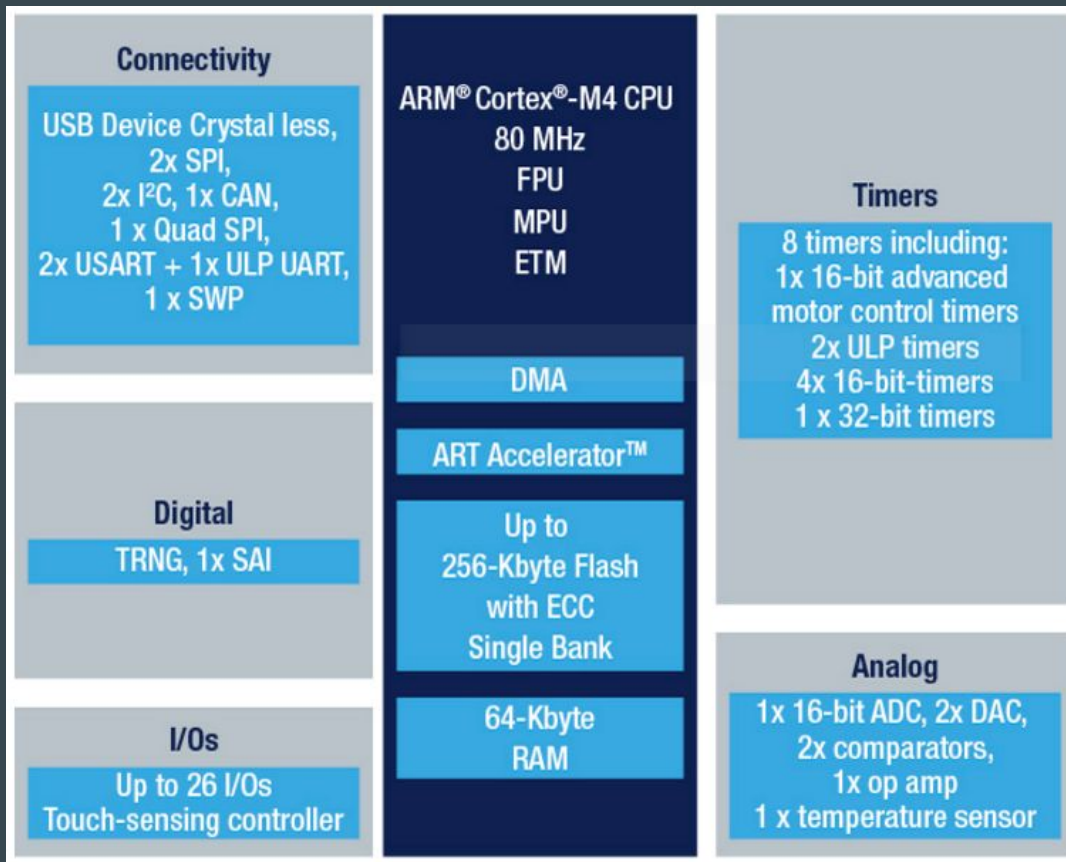 Connectivity
USB Device Crystal less,
2x SPI,
2x I²C, 1x CAN,
1 x Quad SPI,
2x USART + 1x ULP UART,
1 x SWP
Digital
TRNG, 1x SAI
I/Os
Up to 26 I/Os
Touch-sensing controller
ARM® Cortex®-M4 CPU
80 MHz
FPU
MPU
ETM
DMA
ART Accelerator™
Up to
256-Kbyte Flash
with ECC
Single Bank
64-Kbyte
RAM
Timers
8 timers including:
1x 16-bit advanced
motor control timers
2x ULP timers
4x 16-bit-timers
1 x 32-bit timers
Analog
1x 16-bit ADC, 2x DAC,
2x comparators,
1x op amp
1 x temperature sensor